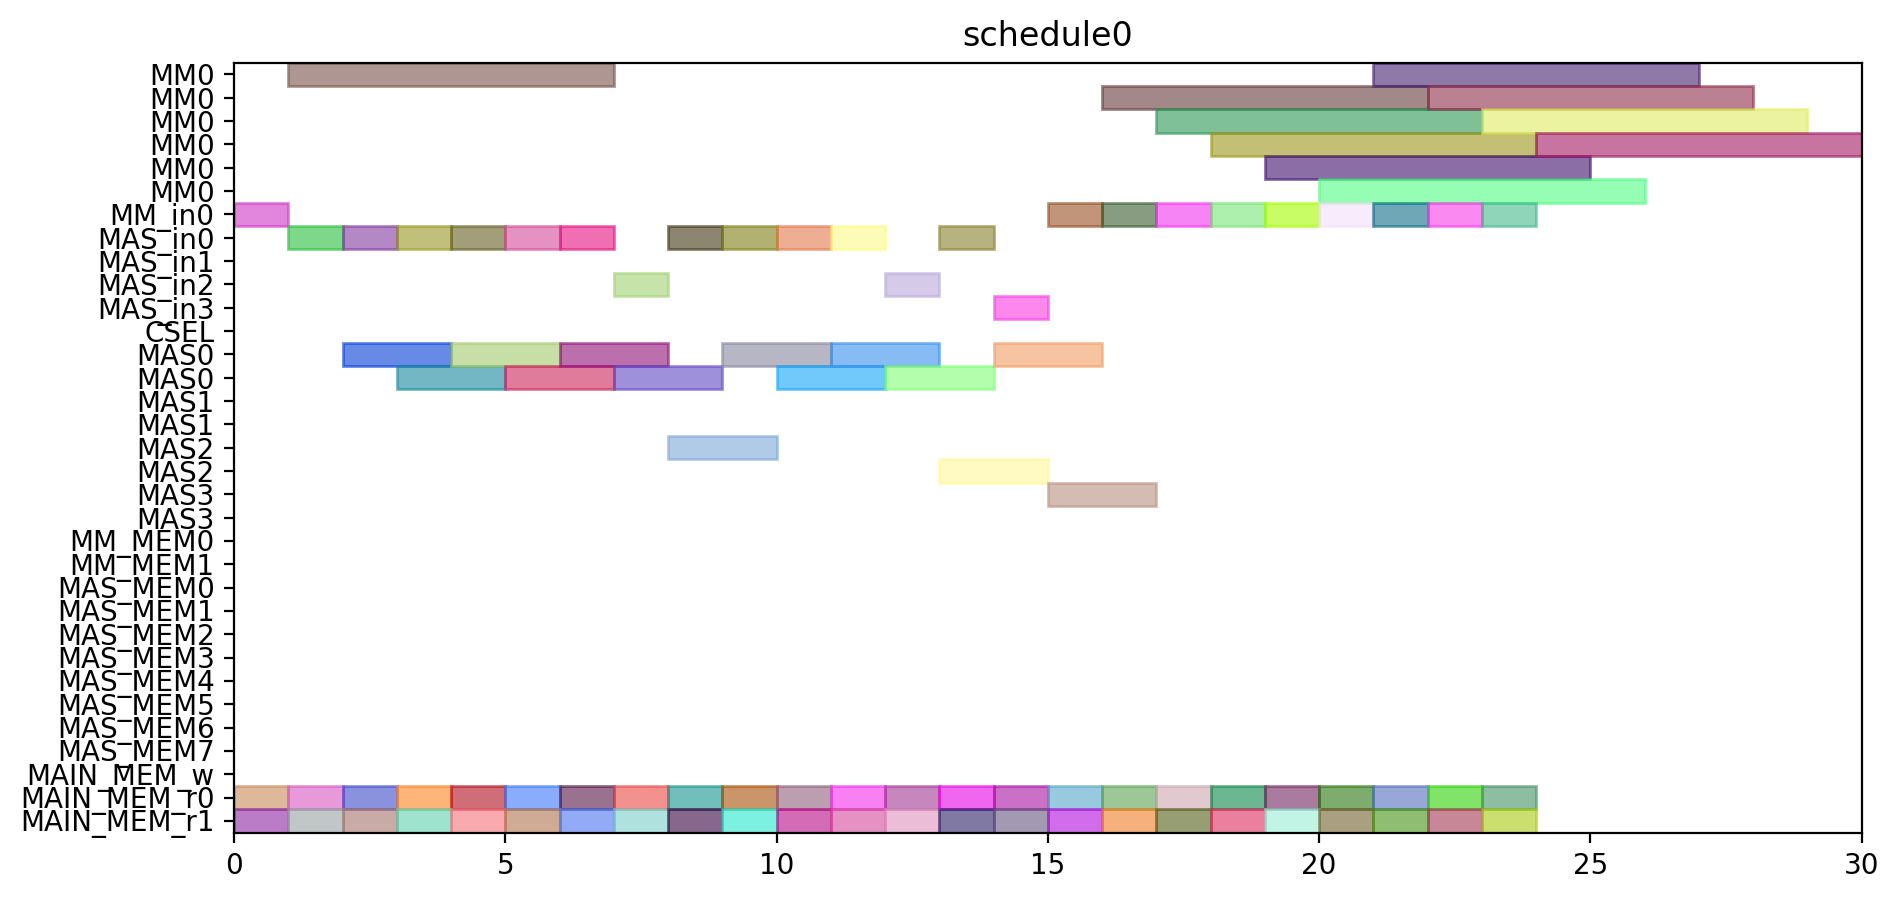 schedule0
MM0
MM0
MM0
MM0
MM0
MM0
MM_in0
MAS_in0
MAS_in1
MAS_in2
MAS_in3
CSEL
MAS0
MAS0
MAS1
MAS1
MAS2
MAS2
MAS3
MAS3
MM_MEM0
MM_MEM1
MAS_MEM0
MAS_MEM1
MAS_MEM2
MAS_MEM3
MAS_MEM4
MAS_MEM5
MAS_MEM6
MAS_MEM7
MAIN_MEM_w
MAIN_MEM_r0
MAIN_MEM_r1
0 5 10 15 20 25 30